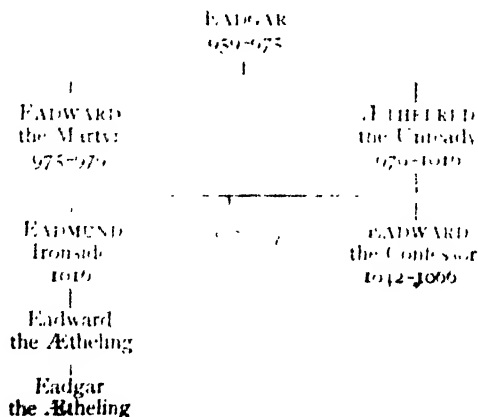 EADGAR
959-975
EADWARD
the Martyr
975-979
ÆTHELRED
the Unready
979-1016
EADMUND
Ironside
1016
EADWARD
the Confessor
1042-1066
Eadward
the Ætheling
Eadgar
the Ætheling